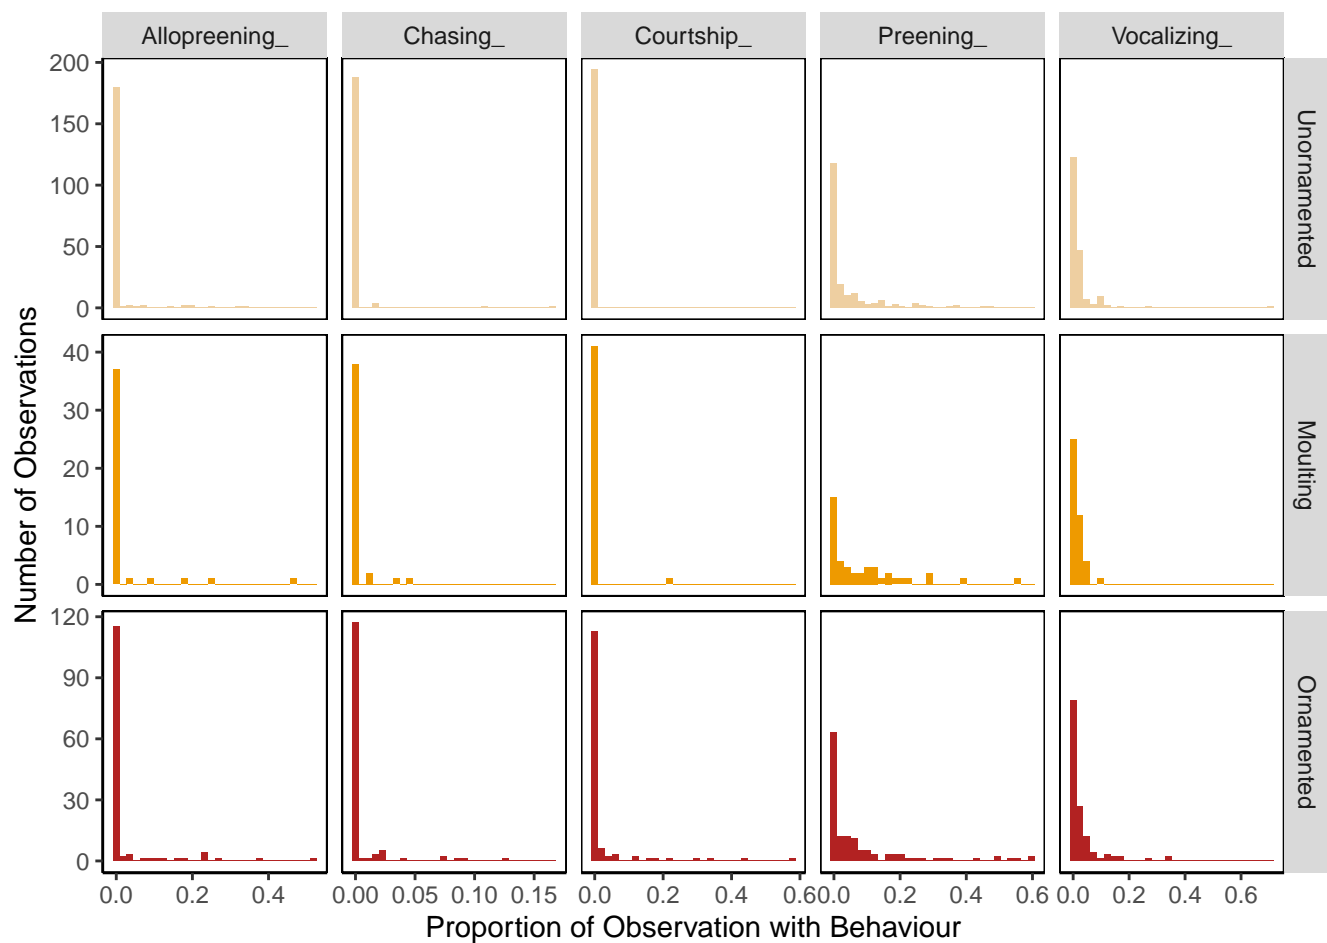 Allopreening_ Chasing_ Courtship_ Preening_ Vocalizing_
Number of Observations
200
150
100
50
0
Unornamented
40
30
20
10
0
Moulting
120
90
60
30
0
Ornamented
0.0 0.2 0.4 0.00 0.05 0.10 0.15 0.0 0.2 0.4 0.6 0.0 0.2 0.4 0.6 0.0 0.2 0.4 0.6
Proportion of Observation with Behaviour